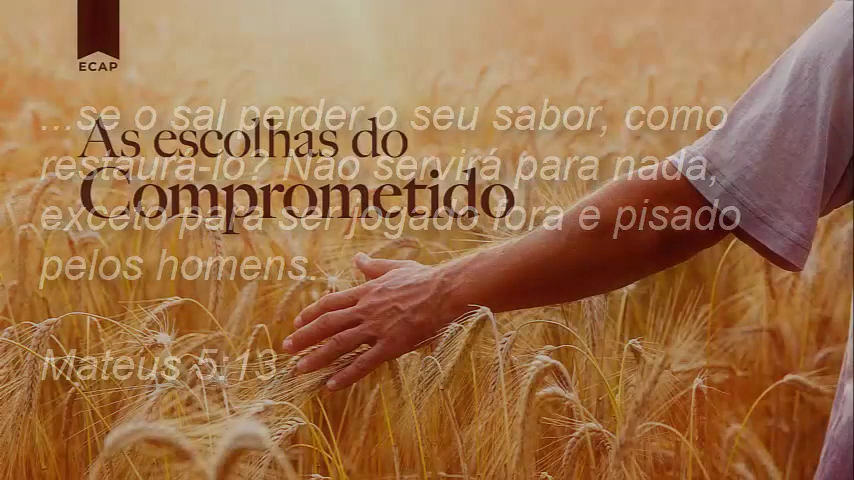 ECAP
As escolhas do
Comprometido
...se o sal perder o seu sabor, como
restaurá-lo? Não servirá para nada,
exceto para ser jogado fora e pisado
pelos homens...
Mateus 5:13